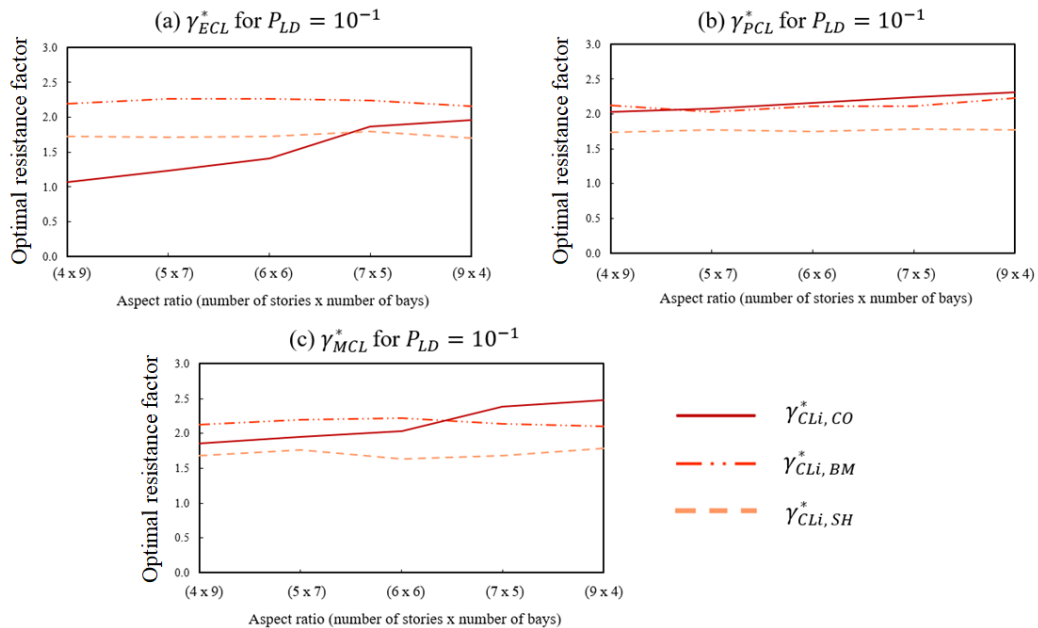 (a) γ*ECL for PLD = 10−1
Optimal resistance factor
3.0
2.5
2.0
1.5
1.0
0.5
0.0
(4 x 9) (5 x 7) (6 x 6) (7 x 5) (9 x 4)
Aspect ratio (number of stories x number of bays)
(b) γ*PCL for PLD = 10−1
Optimal resistance factor
3.0
2.5
2.0
1.5
1.0
0.5
0.0
(4 x 9) (5 x 7) (6 x 6) (7 x 5) (9 x 4)
Aspect ratio (number of stories x number of bays)
(c) γ*MCL for PLD = 10−1
Optimal resistance factor
3.0
2.5
2.0
1.5
1.0
0.5
0.0
(4 x 9) (5 x 7) (6 x 6) (7 x 5) (9 x 4)
Aspect ratio (number of stories x number of bays)
γ*CLi,CO
γ*CLi,BM
γ*CLi,SH